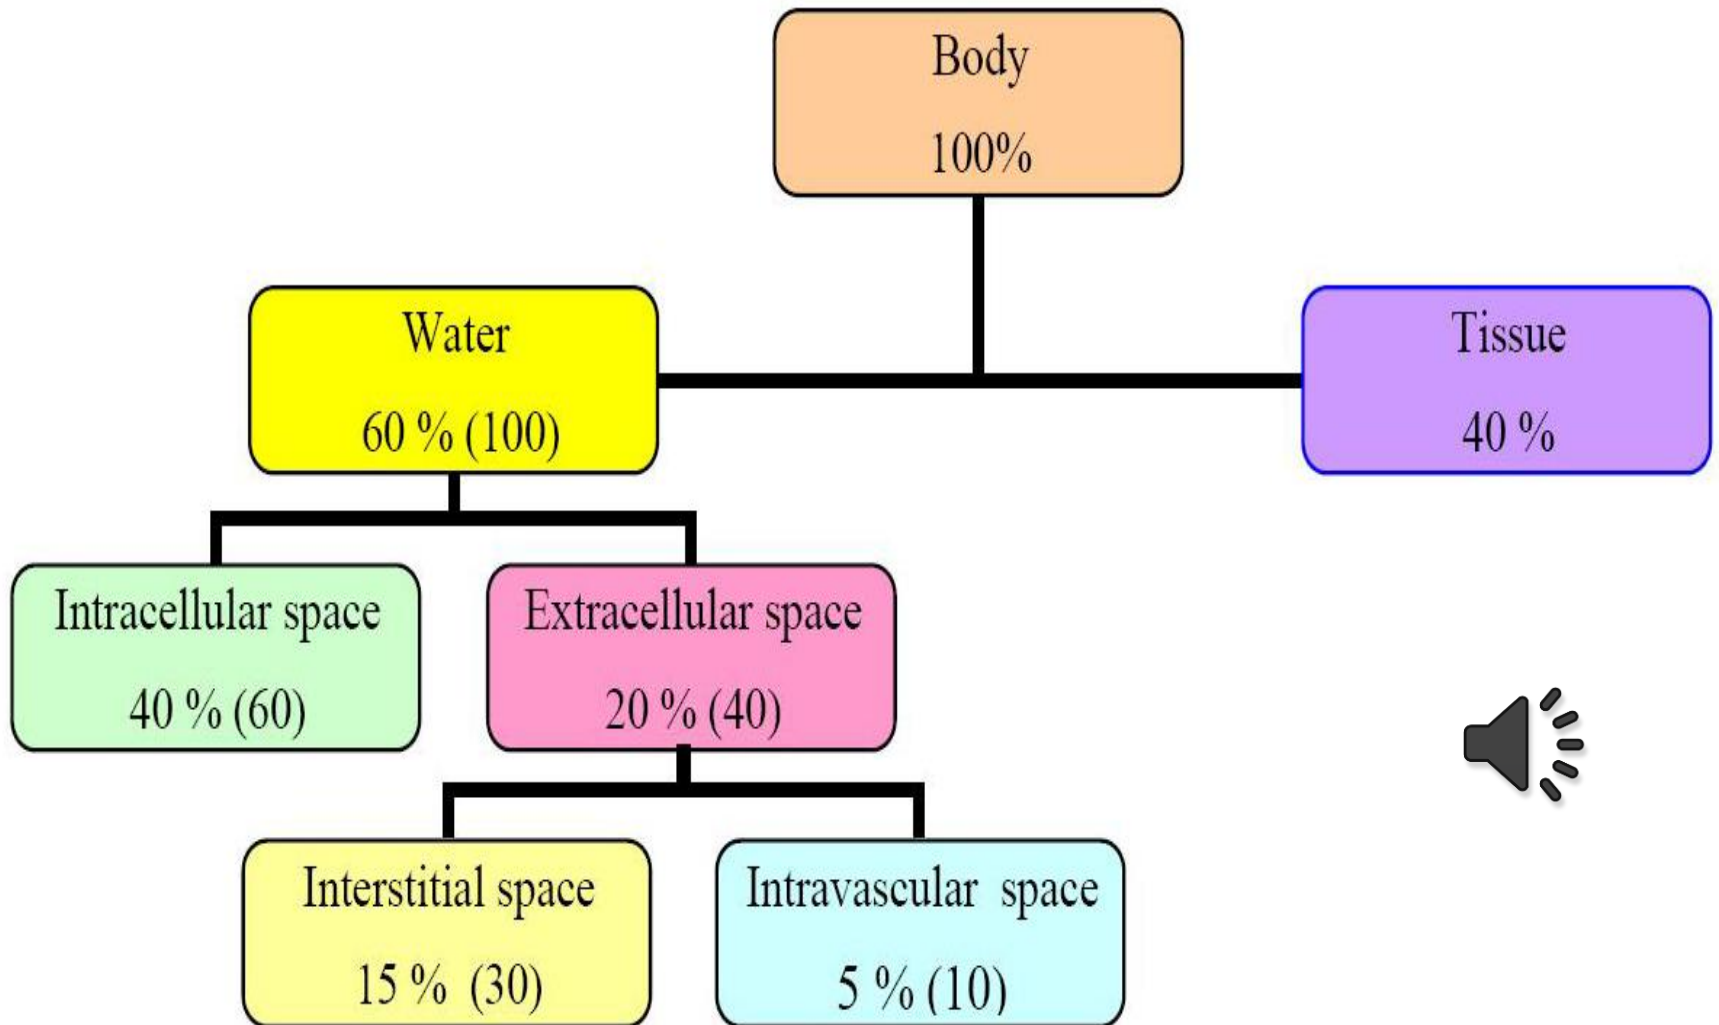 Body
100%
Water
60 % (100)
Tissue
40 %
Intracellular space
40 % (60)
Extracellular space
20 % (40)
Interstitial space
15 % (30)
Intravascular space
5 % (10)